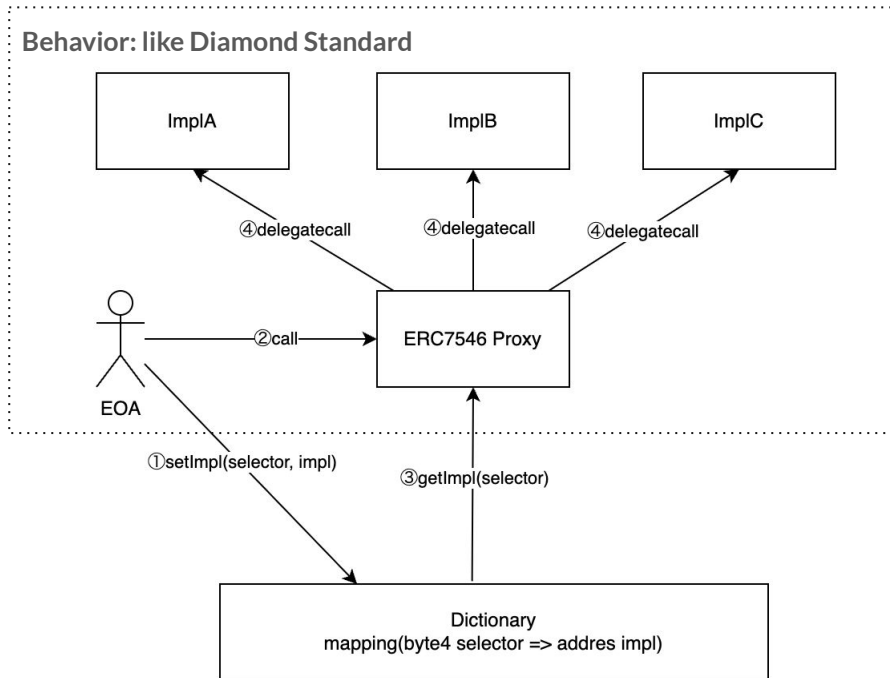 Behavior: like Diamond Standard
ImplA
ImplB
ImplC
④delegatecall
④delegatecall
④delegatecall
②call
ERC7546 Proxy
EOA
①setImpl(selector, impl)
③getImpl(selector)
Dictionary
mapping(byte4 selector => addres impl)